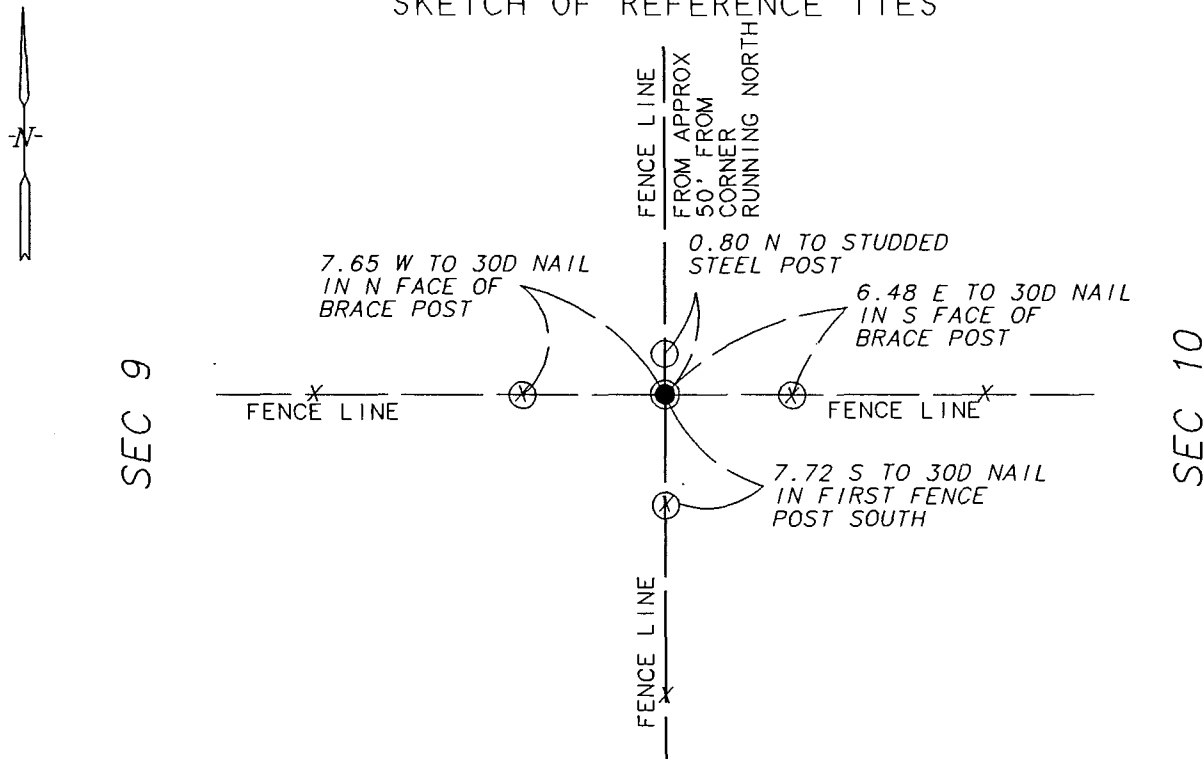 SKETCH OF REFERENCE TIES
-N-
FENCE LINE
FROM APPROX
50' FROM
CORNER
RUNNING NORTH
0.80 N TO STUDDED
STEEL POST
7.65 W TO 30D NAIL
IN N FACE OF
BRACE POST
6.48 E TO 30D NAIL
IN S FACE OF
BRACE POST
SEC 9
FENCE LINE
FENCE LINE
SEC 10
7.72 S TO 30D NAIL
IN FIRST FENCE
POST SOUTH
FENCE LINE